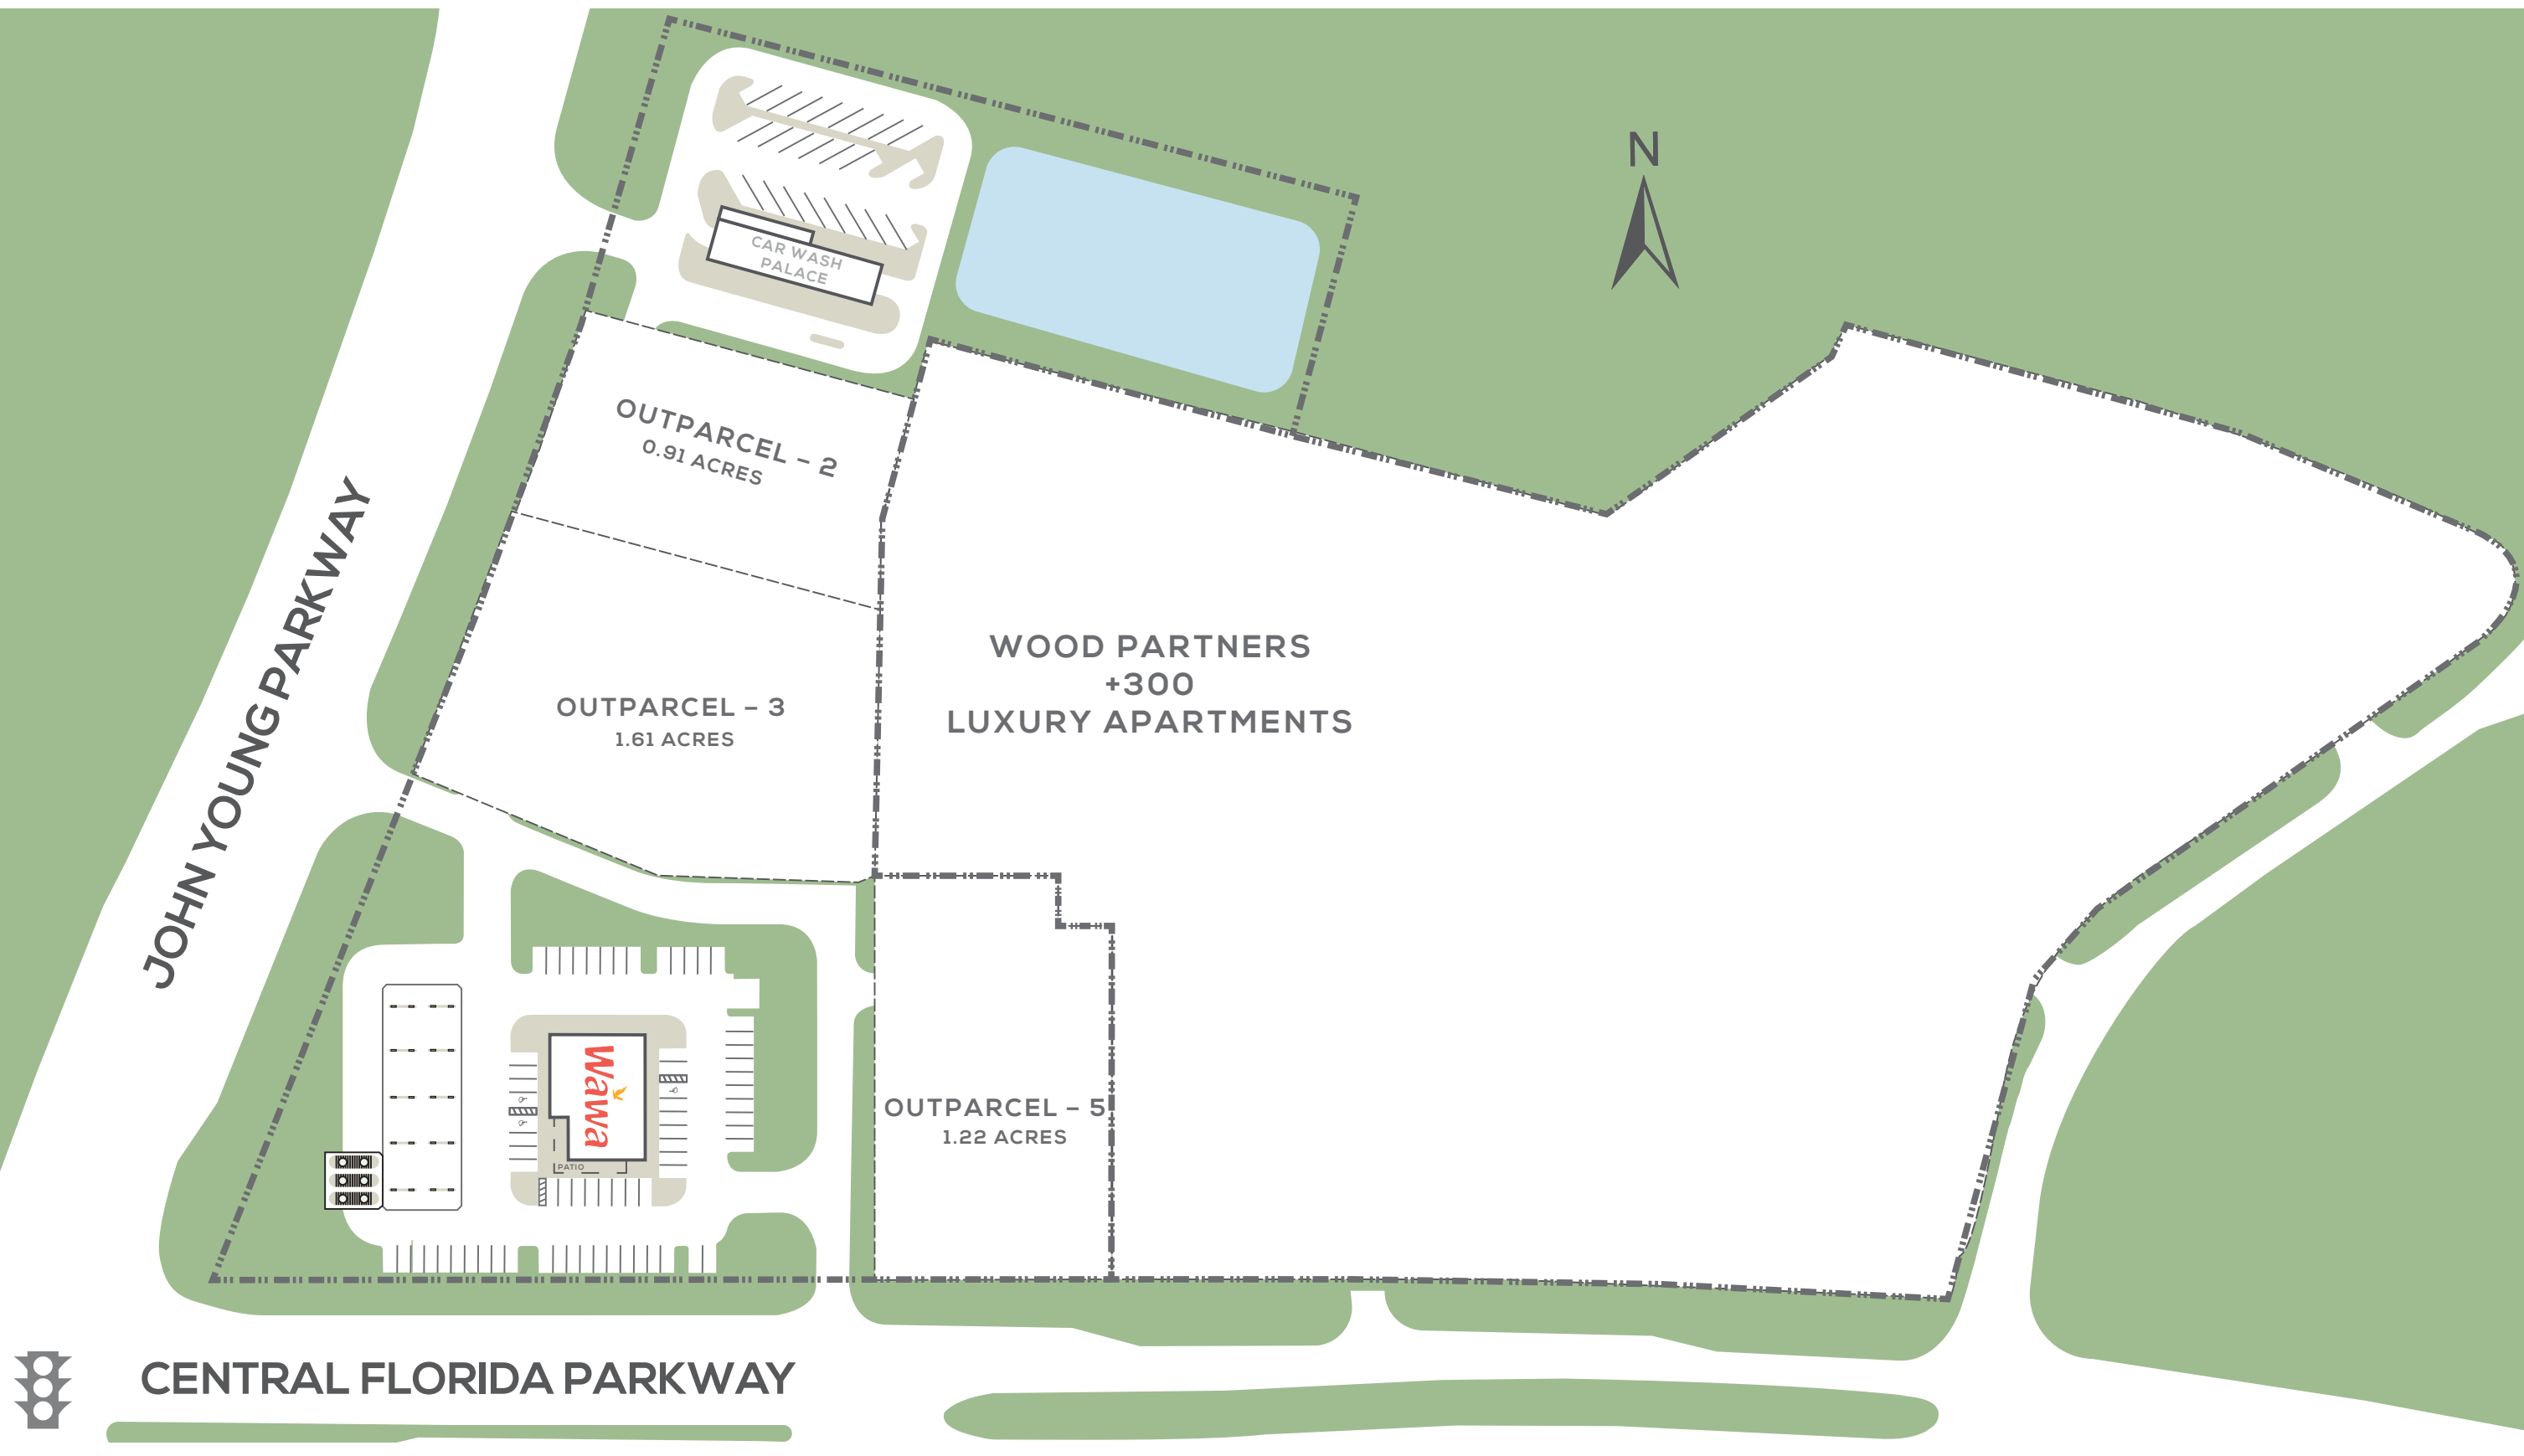 N
CAR WASH
PALACE
OUTPARCEL – 2
0.91 ACRES
JOHN YOUNG PARKWAY
WOOD PARTNERS
+300
LUXURY APARTMENTS
OUTPARCEL – 3
1.61 ACRES
Wawa
PATIO
OUTPARCEL – 5
1.22 ACRES
CENTRAL FLORIDA PARKWAY